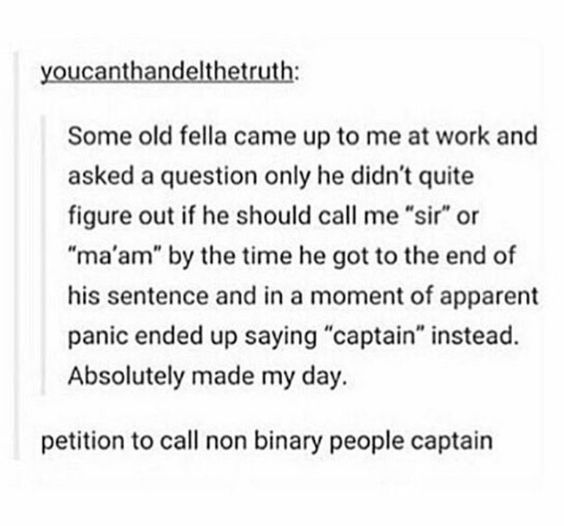 youcanthandelthetruth:
Some old fella came up to me at work and
asked a question only he didn't quite
figure out if he should call me "sir" or
"ma'am" by the time he got to the end of
his sentence and in a moment of apparent
panic ended up saying "captain" instead.
Absolutely made my day.
petition to call non binary people captain